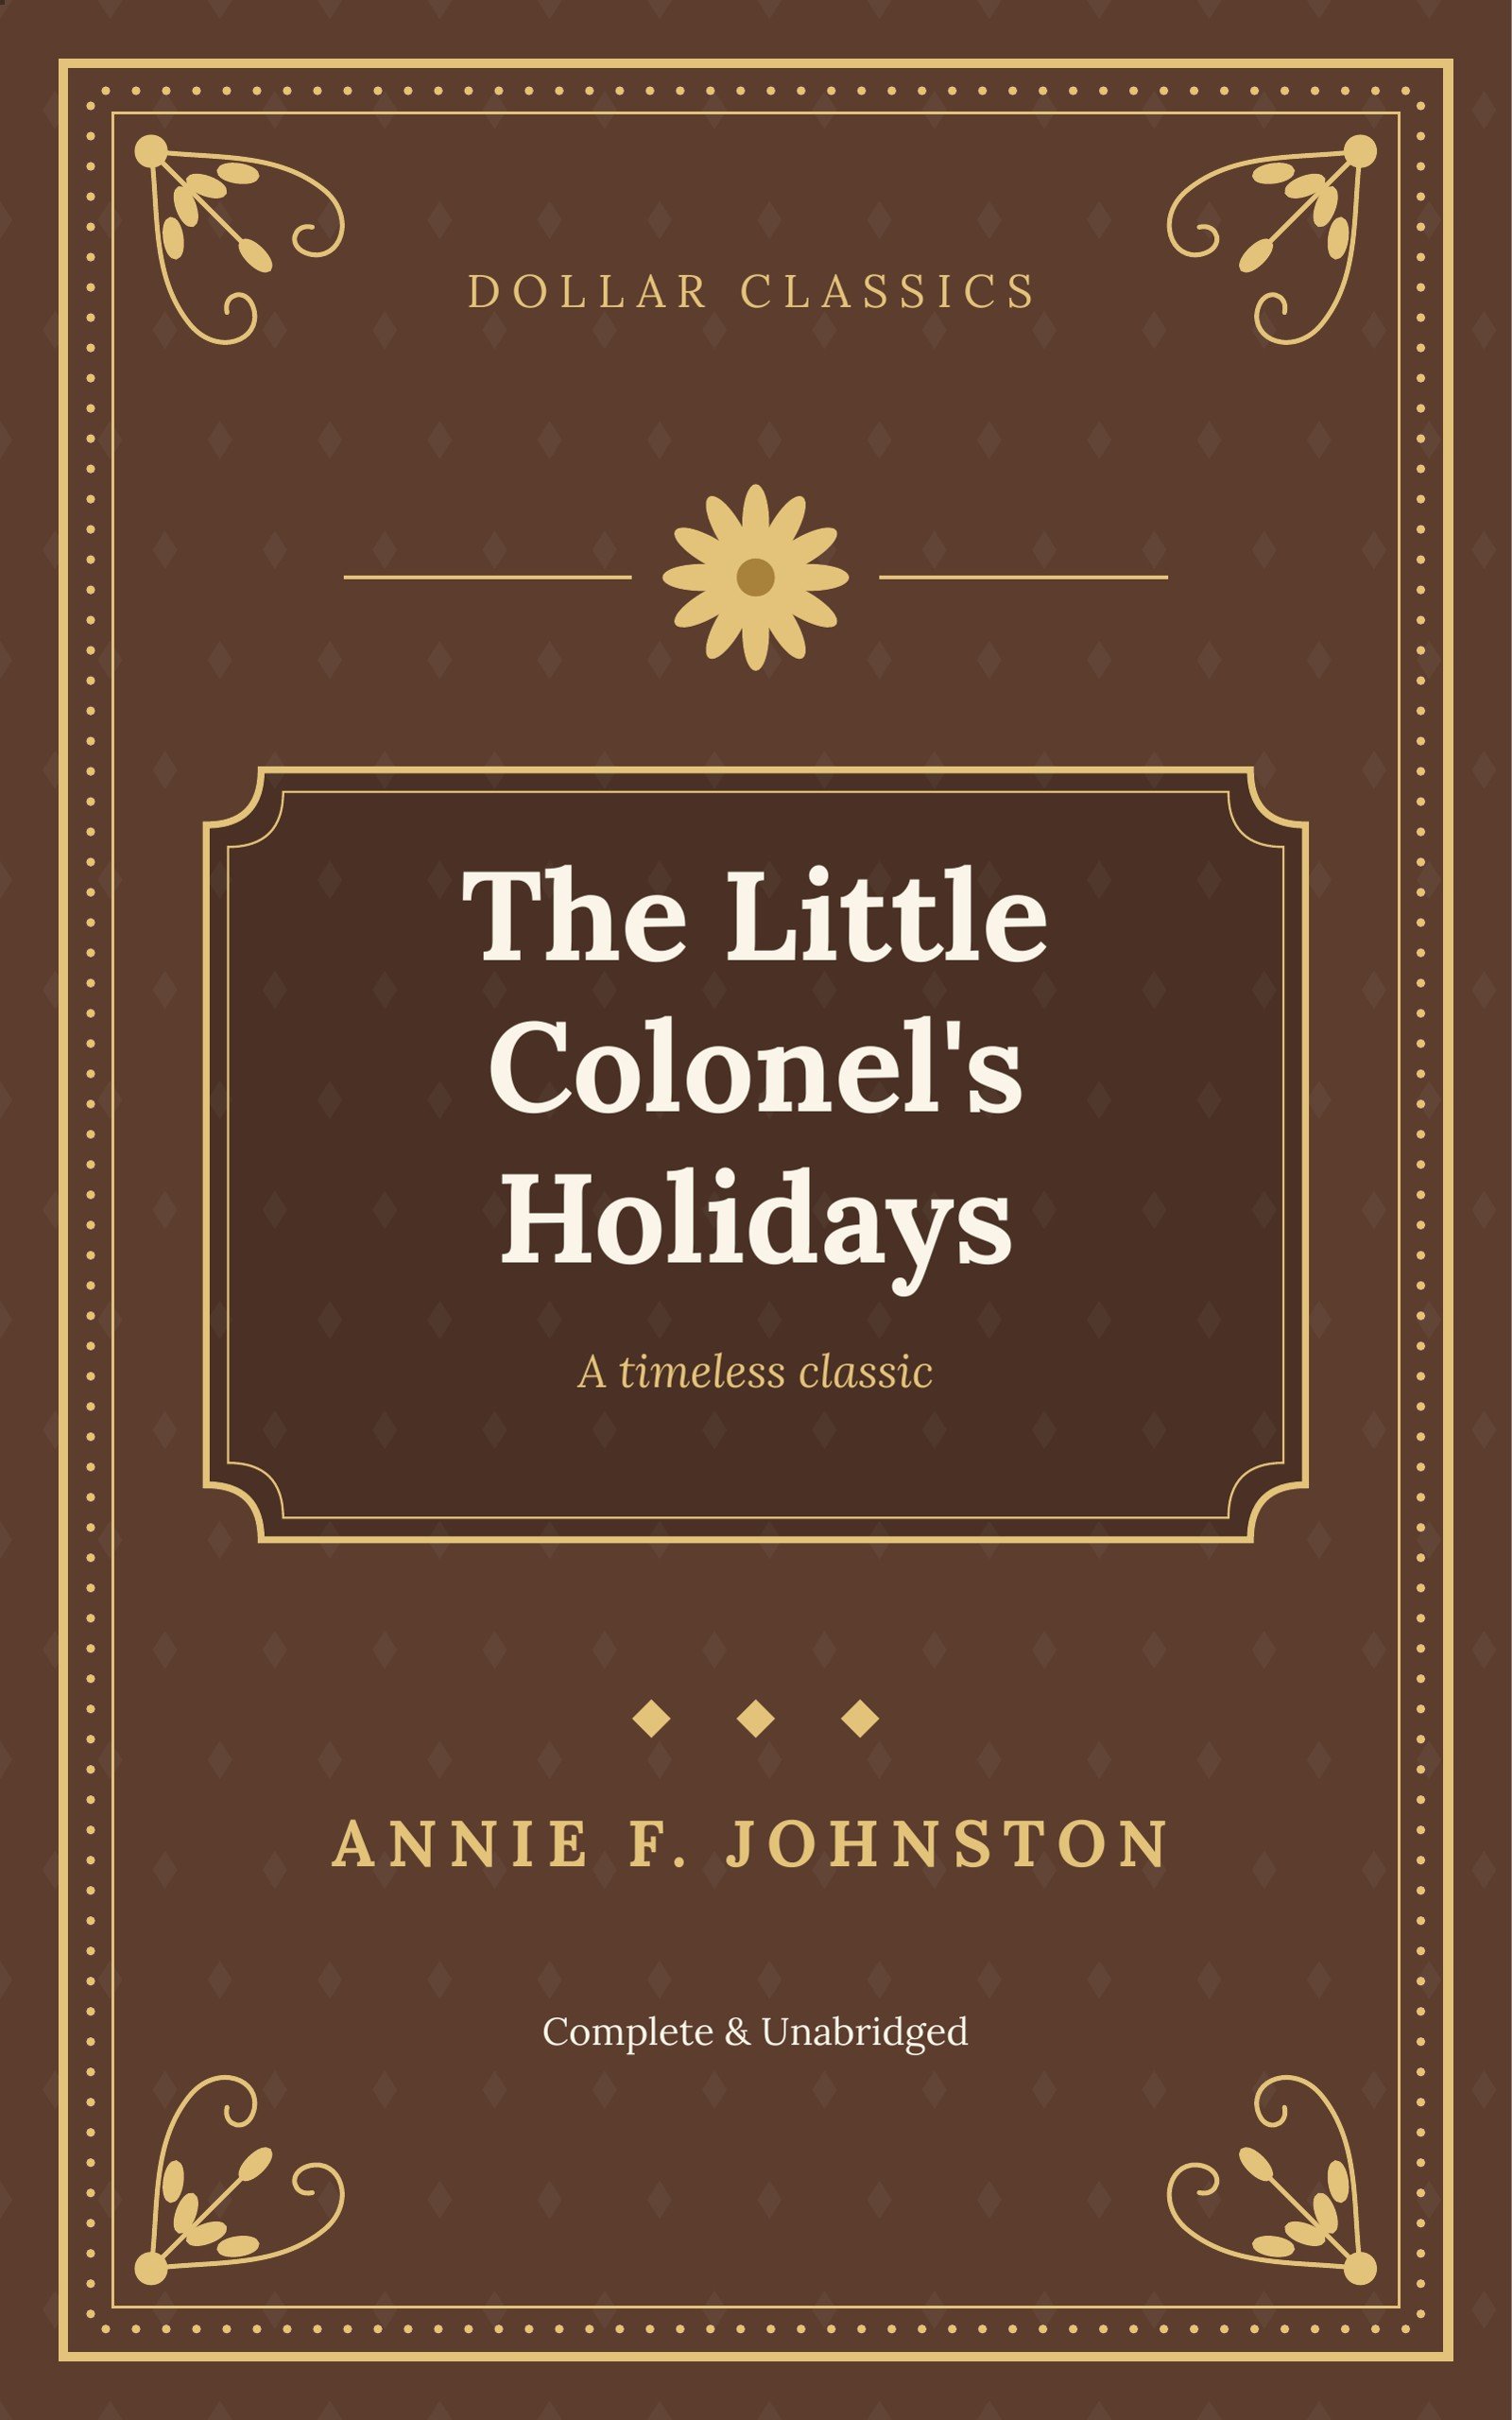 DOLLAR CLASSICS
The Little
Colonel's
Holidays
A timeless classic
ANNIE F. JOHNSTON
Complete & Unabridged